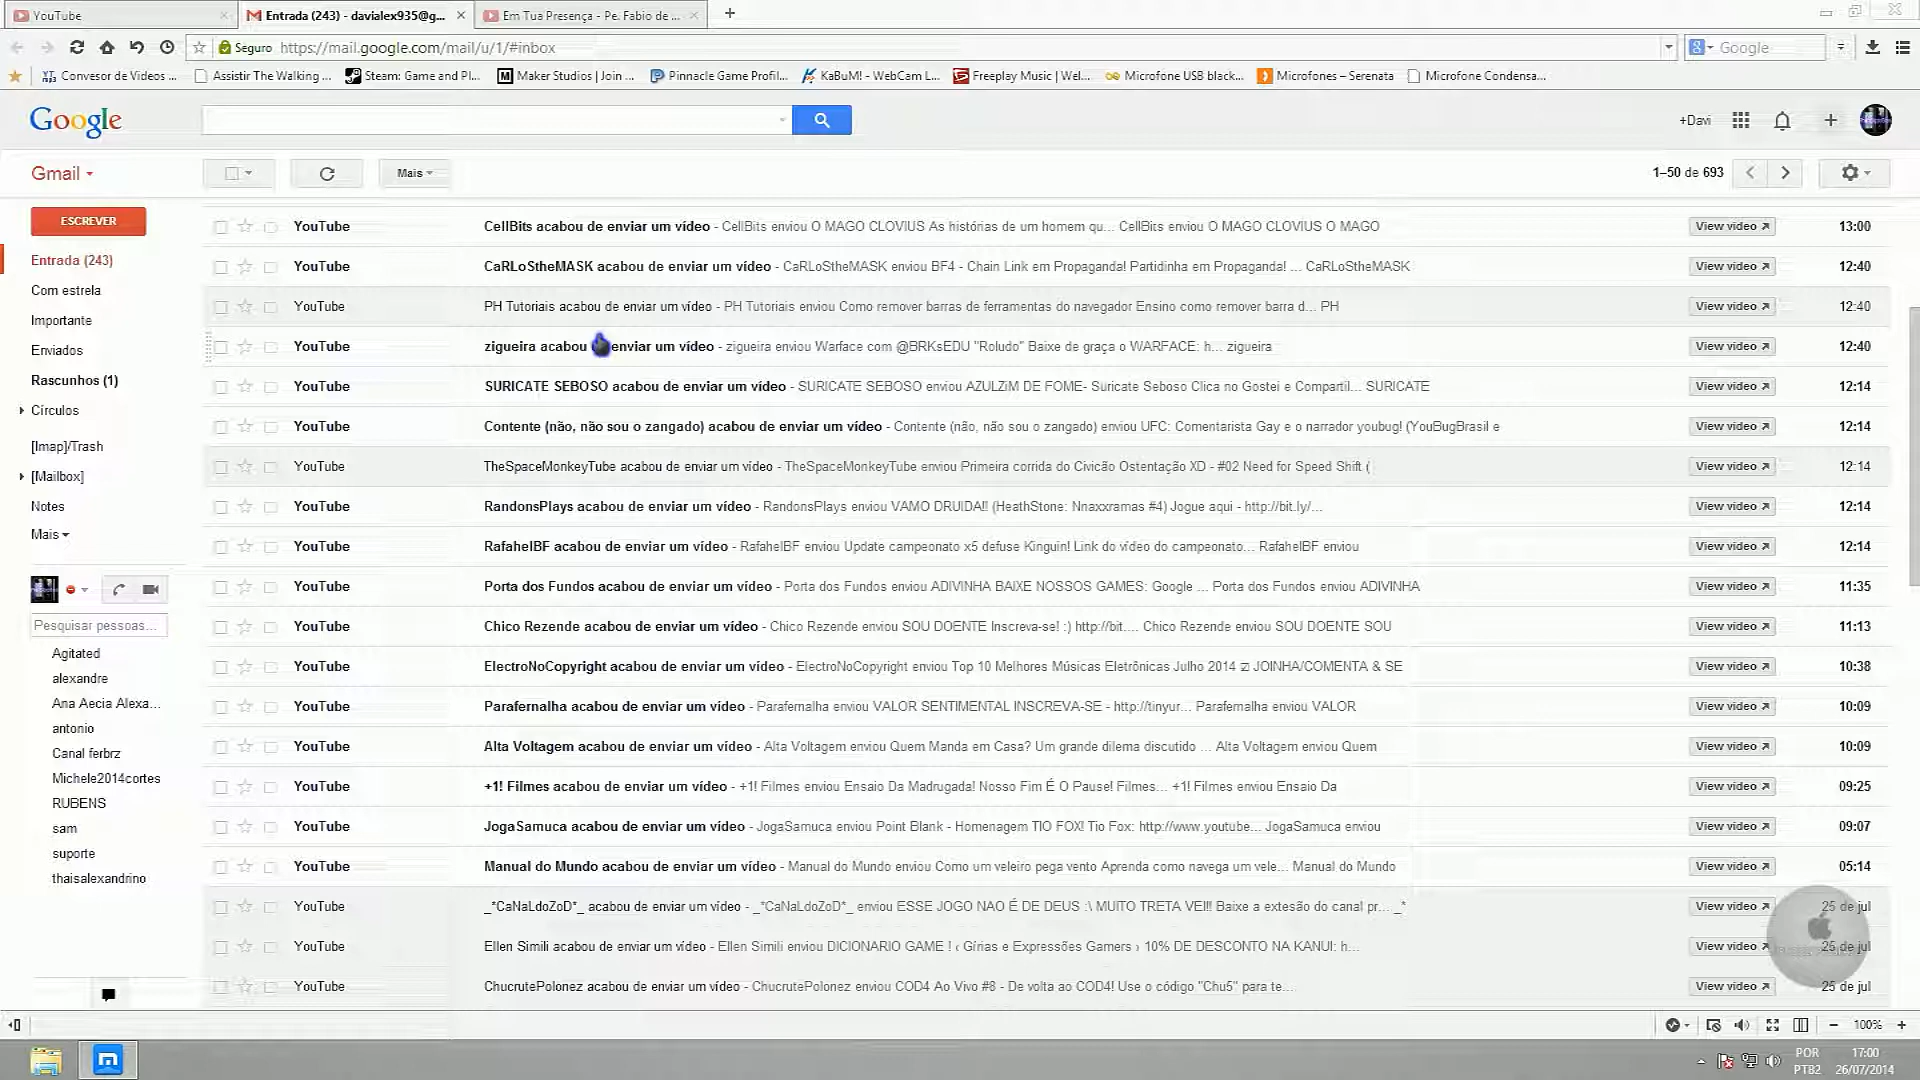 YouTube
Entrada (243) - davialex935@g...
Em Tua Presença - Pe. Fabio de ...
Seguro https://mail.google.com/mail/u/1/#inbox
Google
Convesor de Videos ... Assistir The Walking ... Steam: Game and Pl... Maker Studios | Join ... Pinnacle Game Profil... KaBuM! - WebCam L... Freeplay Music | Wel... Microfone USB black... Microfones – Serenata Microfone Condensa...
Google
+Davi
Gmail
Mais
1–50 de 693
ESCREVER
Entrada (243)
Com estrela
Importante
Enviados
Rascunhos (1)
Círculos
[Imap]/Trash
[Mailbox]
Notes
Mais
Pesquisar pessoas...
Agitated
alexandre
Ana Aecia Alexa...
antonio
Canal ferbrz
Michele2014cortes
RUBENS
sam
suporte
thaisalexandrino
YouTube CellBits acabou de enviar um vídeo - CellBits enviou O MAGO CLOVIUS As histórias de um homem qu... CellBits enviou O MAGO CLOVIUS O MAGO View video 13:00
YouTube CaRLoStheMASK acabou de enviar um vídeo - CaRLoStheMASK enviou BF4 - Chain Link em Propaganda! Partidinha em Propaganda! ... CaRLoStheMASK View video 12:40
YouTube PH Tutoriais acabou de enviar um vídeo - PH Tutoriais enviou Como remover barras de ferramentas do navegador Ensino como remover barra d... PH View video 12:40
YouTube zigueira acabou enviar um vídeo - zigueira enviou Warface com @BRKsEDU "Roludo" Baixe de graça o WARFACE: h... zigueira View video 12:40
YouTube SURICATE SEBOSO acabou de enviar um vídeo - SURICATE SEBOSO enviou AZULZiM DE FOME- Suricate Seboso Clica no Gostei e Compartil... SURICATE View video 12:14
YouTube Contente (não, não sou o zangado) acabou de enviar um vídeo - Contente (não, não sou o zangado) enviou UFC: Comentarista Gay e o narrador youbug! (YouBugBrasil e View video 12:14
YouTube TheSpaceMonkeyTube acabou de enviar um vídeo - TheSpaceMonkeyTube enviou Primeira corrida do Civicão Ostentação XD - #02 Need for Speed Shift ( View video 12:14
YouTube RandonsPlays acabou de enviar um vídeo - RandonsPlays enviou VAMO DRUIDA!! (HeathStone: Nnaxxramas #4) Jogue aqui - http://bit.ly/... View video 12:14
YouTube RafahelBF acabou de enviar um vídeo - RafahelBF enviou Update campeonato x5 defuse Kinguin! Link do vídeo do campeonato... RafahelBF enviou View video 12:14
YouTube Porta dos Fundos acabou de enviar um vídeo - Porta dos Fundos enviou ADIVINHA BAIXE NOSSOS GAMES: Google ... Porta dos Fundos enviou ADIVINHA View video 11:35
YouTube Chico Rezende acabou de enviar um vídeo - Chico Rezende enviou SOU DOENTE Inscreva-se! :) http://bit.... Chico Rezende enviou SOU DOENTE SOU View video 11:13
YouTube ElectroNoCopyright acabou de enviar um vídeo - ElectroNoCopyright enviou Top 10 Melhores Músicas Eletrônicas Julho 2014 ☑ JOINHA/COMENTA & SE View video 10:38
YouTube Parafernalha acabou de enviar um vídeo - Parafernalha enviou VALOR SENTIMENTAL INSCREVA-SE - http://tinyur... Parafernalha enviou VALOR View video 10:09
YouTube Alta Voltagem acabou de enviar um vídeo - Alta Voltagem enviou Quem Manda em Casa? Um grande dilema discutido ... Alta Voltagem enviou Quem View video 10:09
YouTube +1! Filmes acabou de enviar um vídeo - +1! Filmes enviou Ensaio Da Madrugada! Nosso Fim É O Pause! Filmes... +1! Filmes enviou Ensaio Da View video 09:25
YouTube JogaSamuca acabou de enviar um vídeo - JogaSamuca enviou Point Blank - Homenagem TIO FOX! Tio Fox: http://www.youtube... JogaSamuca enviou View video 09:07
YouTube Manual do Mundo acabou de enviar um vídeo - Manual do Mundo enviou Como um veleiro pega vento Aprenda como navega um vele... Manual do Mundo View video 05:14
YouTube _*CaNaLdoZoD*_ acabou de enviar um vídeo - _*CaNaLdoZoD*_ enviou ESSE JOGO NAO É DE DEUS :\ MUITO TRETA VEI!!! Baixe a extesão do canal pr... _* View video 25 de jul
YouTube Ellen Simili acabou de enviar um vídeo - Ellen Simili enviou DICIONARIO GAME ! ‹ Gírias e Expressões Gamers › 10% DE DESCONTO NA KANUI: h... View video 25 de jul
YouTube ChucrutePolonez acabou de enviar um vídeo - ChucrutePolonez enviou COD4 Ao Vivo #8 - De volta ao COD4! Use o código "Chu5" para te... View video 25 de jul
100%
POR 17:00
PTB2 26/07/2014